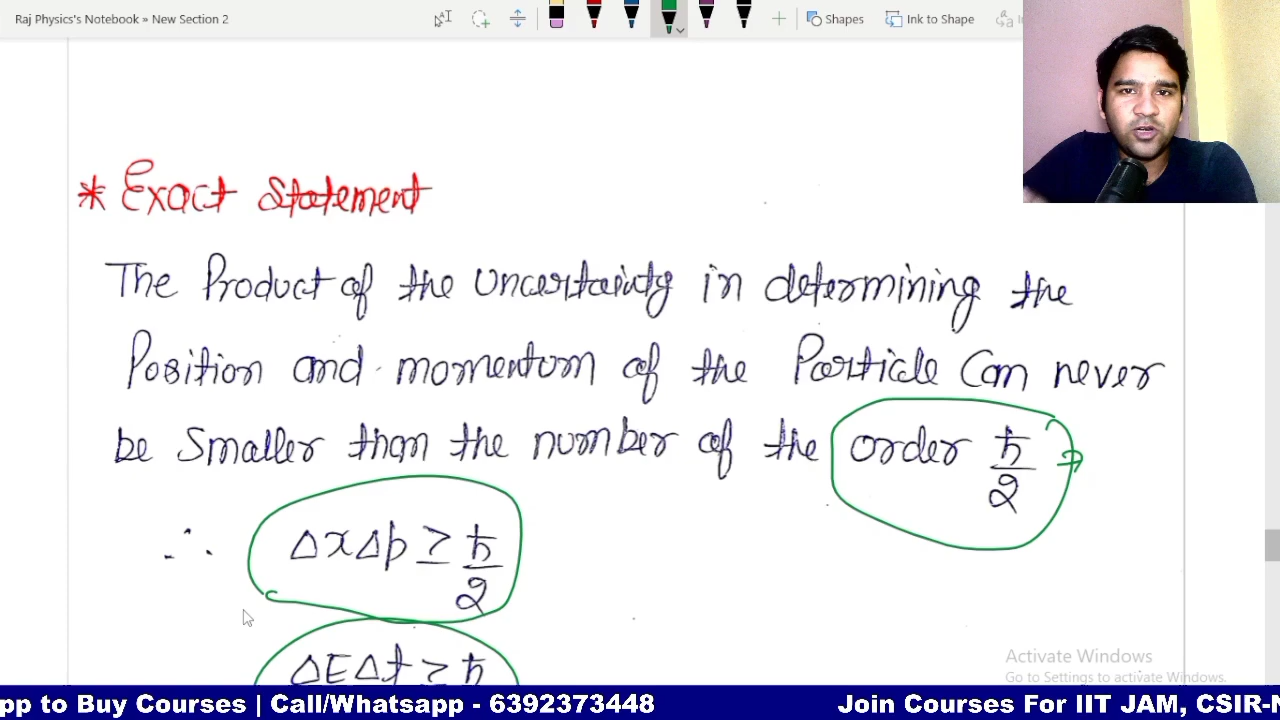 Raj Physics's Notebook » New Section 2
Shapes
Ink to Shape
* Exact Statement
The Product of the Uncertainty in determining the
Position and momentum of the Particle Can never
be Smaller than the number of the order ℏ/2
∴ ΔxΔp ≥ ℏ/2
ΔEΔt ≥ ℏ
Activate Windows
Go to Settings to activate Windows.
pp to Buy Courses | Call/Whatsapp - 6392373448 Join Courses For IIT JAM, CSIR-N